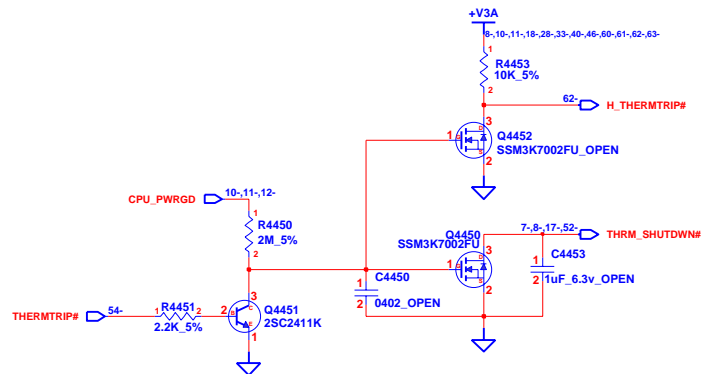 +V3A
8-,10-,11-,18-,28-,33-,40-,46-,60-,61-,62-,63-
1
R4453
10K_5%
2
62-
H_THERMTRIP#
3
D
1
G
Q4452
S
SSM3K7002FU_OPEN
2
CPU_PWRGD
10-,11-,12-
1
R4450
2M_5%
2
Q4450
SSM3K7002FU
7-,8-,17-,52-
THRM_SHUTDWN#
3
D
1
G
S
2
C4453
1
2
1uF_6.3v_OPEN
C4450
1
2
0402_OPEN
THERMTRIP#
54-
1
R4451
2
2.2K_5%
3
C
2
B
E
Q4451
2SC2411K
1